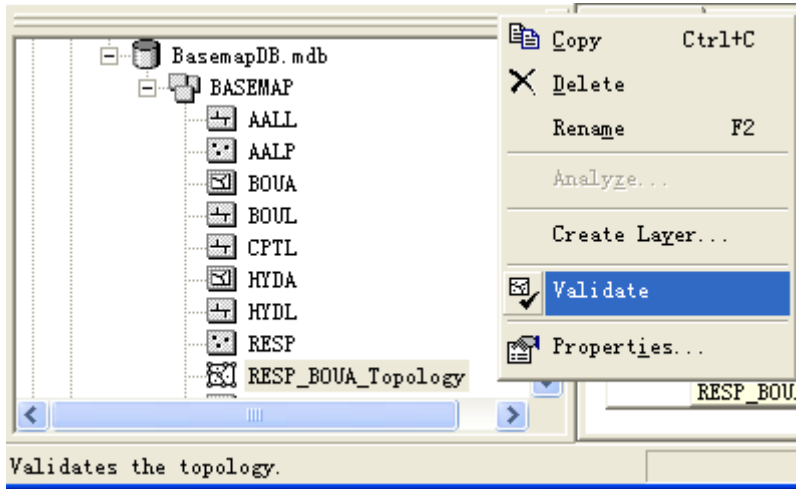 BasemapDB.mdb
BASEMAP
AALL
AALP
BOUA
BOUL
CPTL
HYDA
HYDL
RESP
RESP_BOUA_Topology
Copy Ctrl+C
Delete
Rename F2
Analyze...
Create Layer...
Validate
Properties...
RESP_BOU
Validates the topology.